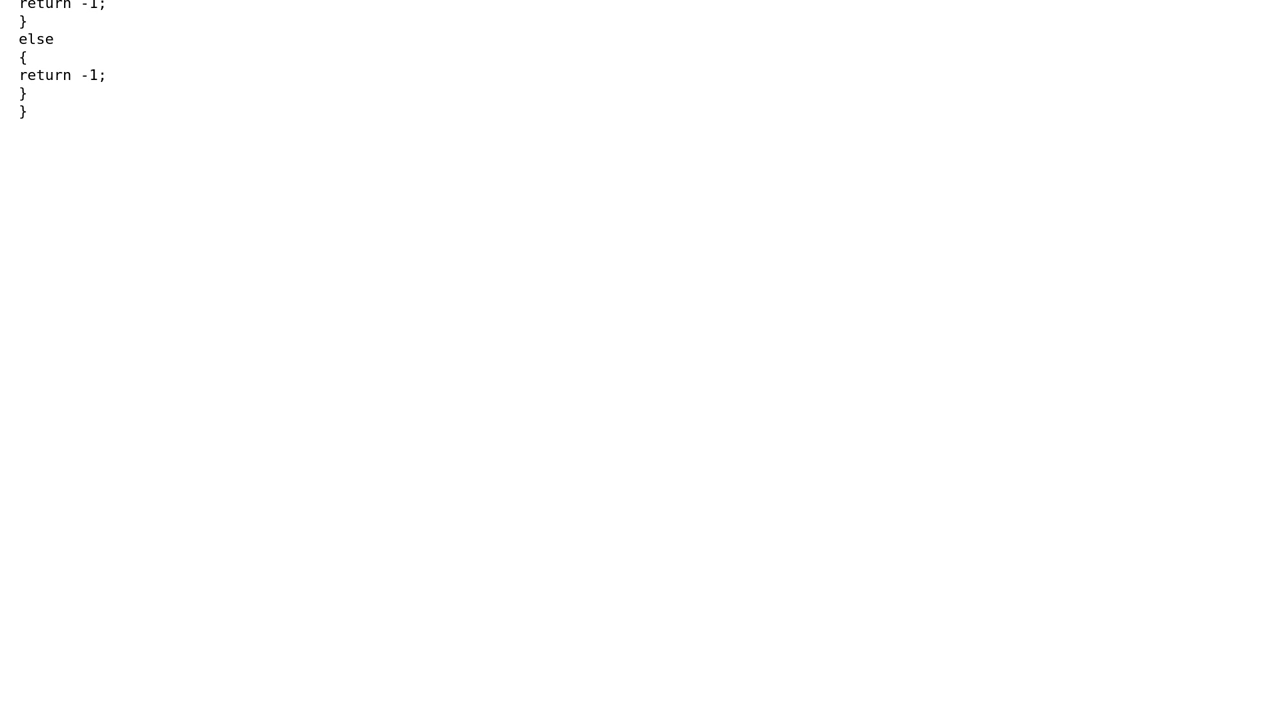 return -1;
}
else
{
return -1;
}
}